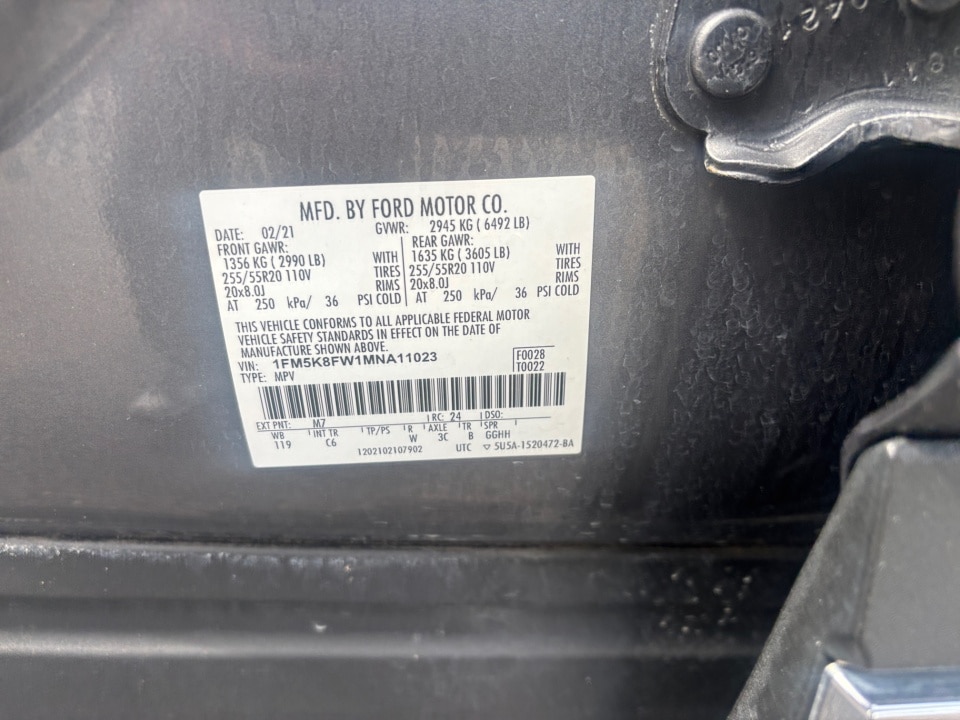 MFD. BY FORD MOTOR CO.
DATE: 02/21 GVWR: 2945 KG ( 6492 LB)
FRONT GAWR: REAR GAWR:
1356 KG ( 2990 LB) WITH 1635 KG ( 3605 LB) WITH
255/55R20 110V TIRES 255/55R20 110V TIRES
20x8.0J RIMS 20x8.0J RIMS
AT 250 kPa/ 36 PSI COLD AT 250 kPa/ 36 PSI COLD
THIS VEHICLE CONFORMS TO ALL APPLICABLE FEDERAL MOTOR
VEHICLE SAFETY STANDARDS IN EFFECT ON THE DATE OF
MANUFACTURE SHOWN ABOVE.
VIN: 1FM5K8FW1MNA11023 F0028
TYPE: MPV T0022
EXT PNT: M7 RC: 24 DSO:
WB INT TR TP/PS R AXLE TR SPR
119 C6 W 3C B GGHH
1202102107902 UTC ▽ 5U5A-1520472-BA